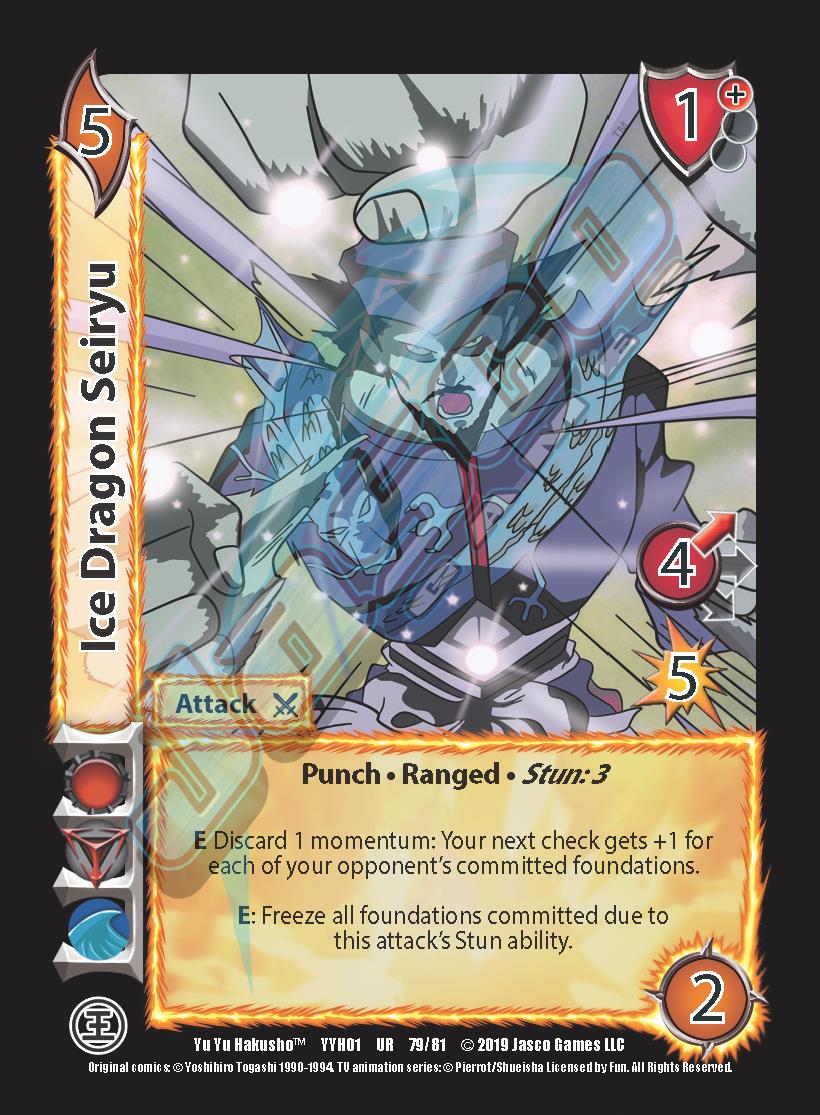 5
1 +
TM
Ice Dragon Seiryu
4
5
Attack
Punch • Ranged • Stun: 3
E Discard 1 momentum: Your next check gets +1 for
each of your opponent's committed foundations.
E: Freeze all foundations committed due to
this attack's Stun ability.
2
Yu Yu Hakusho™ YYH01 UR 79/81 © 2019 Jasco Games LLC
Original comics: © Yoshihiro Togashi 1990-1994. TV animation series: © Pierrot/Shueisha Licensed by Fun. All Rights Reserved.